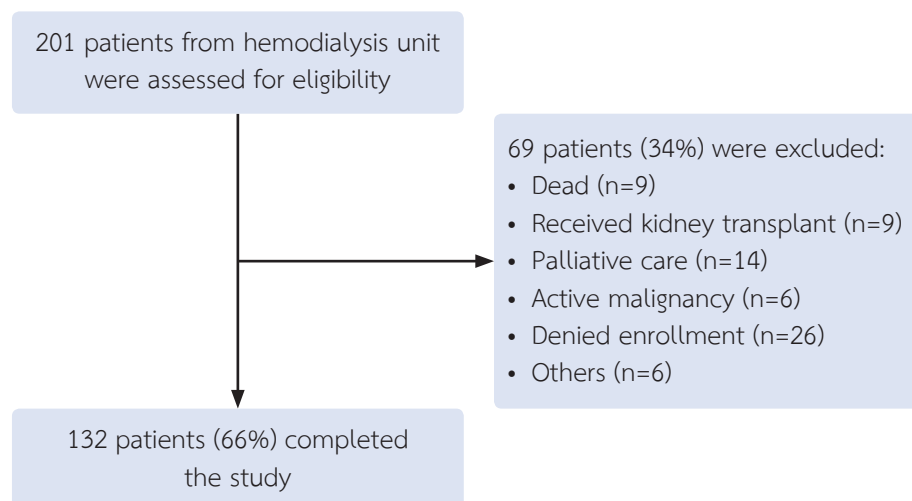 201 patients from hemodialysis unit
were assessed for eligibility
69 patients (34%) were excluded:
• Dead (n=9)
• Received kidney transplant (n=9)
• Palliative care (n=14)
• Active malignancy (n=6)
• Denied enrollment (n=26)
• Others (n=6)
132 patients (66%) completed
the study